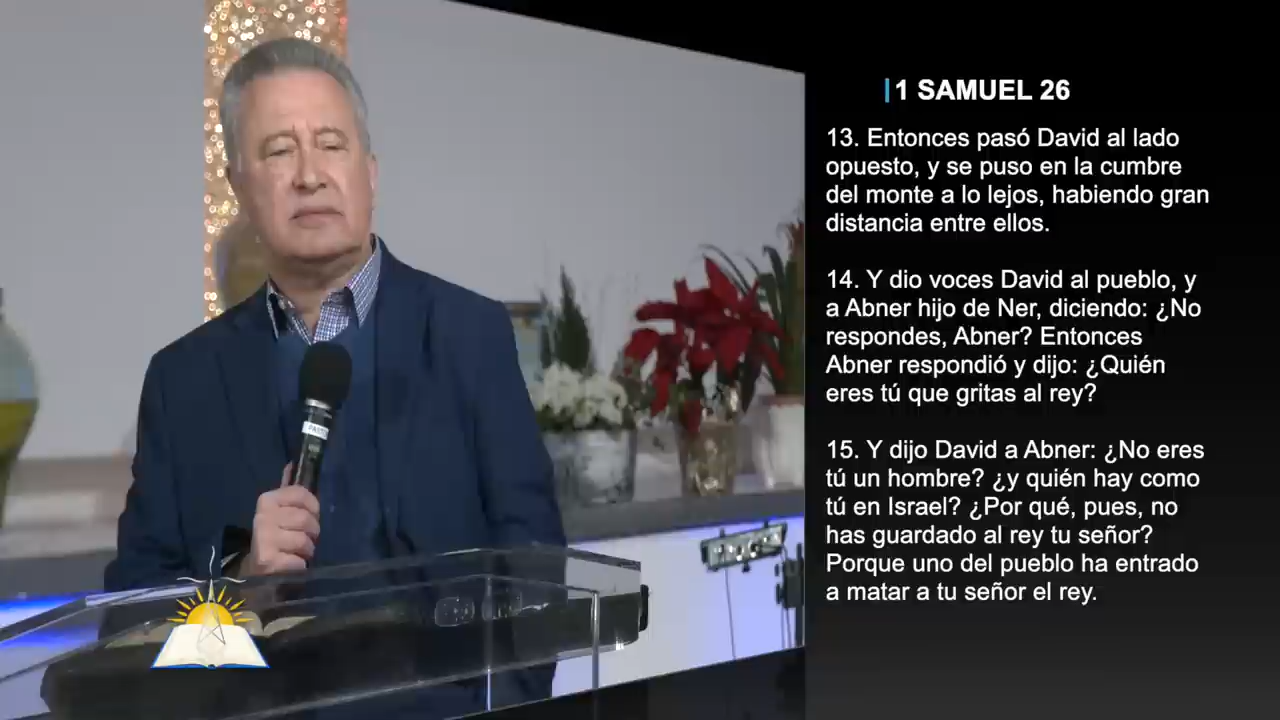 1 SAMUEL 26
13. Entonces pasó David al lado
opuesto, y se puso en la cumbre
del monte a lo lejos, habiendo gran
distancia entre ellos.
14. Y dio voces David al pueblo, y
a Abner hijo de Ner, diciendo: ¿No
respondes, Abner? Entonces
Abner respondió y dijo: ¿Quién
eres tú que gritas al rey?
15. Y dijo David a Abner: ¿No eres
tú un hombre? ¿y quién hay como
tú en Israel? ¿Por qué, pues, no
has guardado al rey tu señor?
Porque uno del pueblo ha entrado
a matar a tu señor el rey.